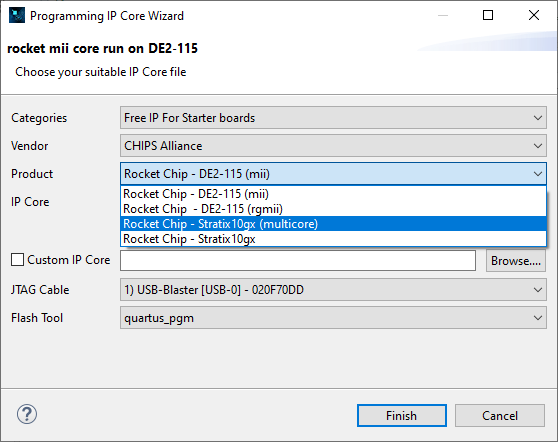 Programming IP Core Wizard
rocket mii core run on DE2-115
Choose your suitable IP Core file
Categories
Free IP For Starter boards
Vendor
CHIPS Alliance
Product
Rocket Chip - DE2-115 (mii)
IP Core
Rocket Chip - DE2-115 (mii)
Rocket Chip  - DE2-115 (rgmii)
Rocket Chip - Stratix10gx (multicore)
Rocket Chip - Stratix10gx
Custom IP Core
Browse....
JTAG Cable
1) USB-Blaster [USB-0] - 020F70DD
Flash Tool
quartus_pgm
?
Finish
Cancel